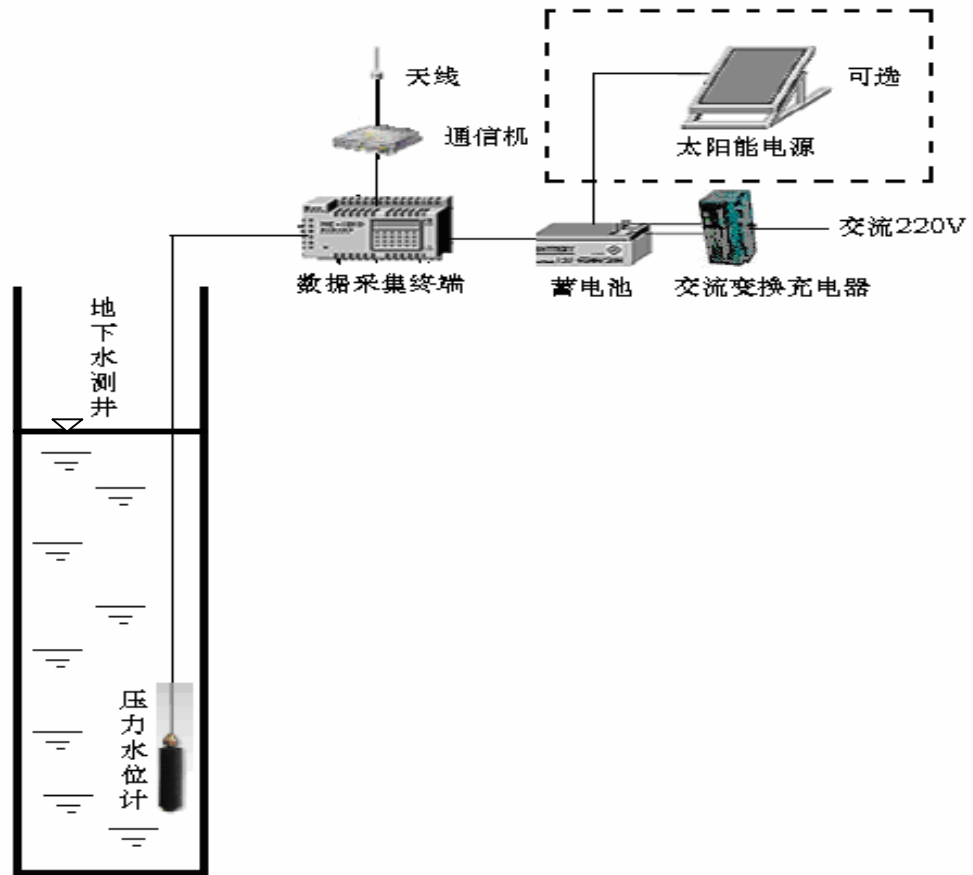 天线
可选
通信机
太阳能电源
交流220V
数据采集终端
蓄电池
交流变换充电器
地下水测井
压力水位计